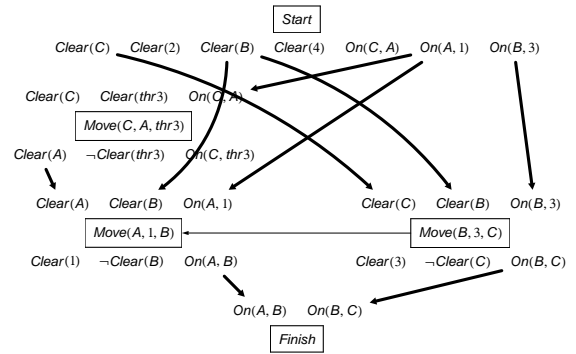 Start
Clear(C) Clear(2) Clear(B) Clear(4) On(C, A) On(A, 1) On(B, 3)
Clear(C) Clear(thr3) On(C, A)
Move(C, A, thr3)
Clear(A) ¬Clear(thr3) On(C, thr3)
Clear(A) Clear(B) On(A, 1) Clear(C) Clear(B) On(B, 3)
Move(A, 1, B) Move(B, 3, C)
Clear(1) ¬Clear(B) On(A, B) Clear(3) ¬Clear(C) On(B, C)
On(A, B) On(B, C)
Finish